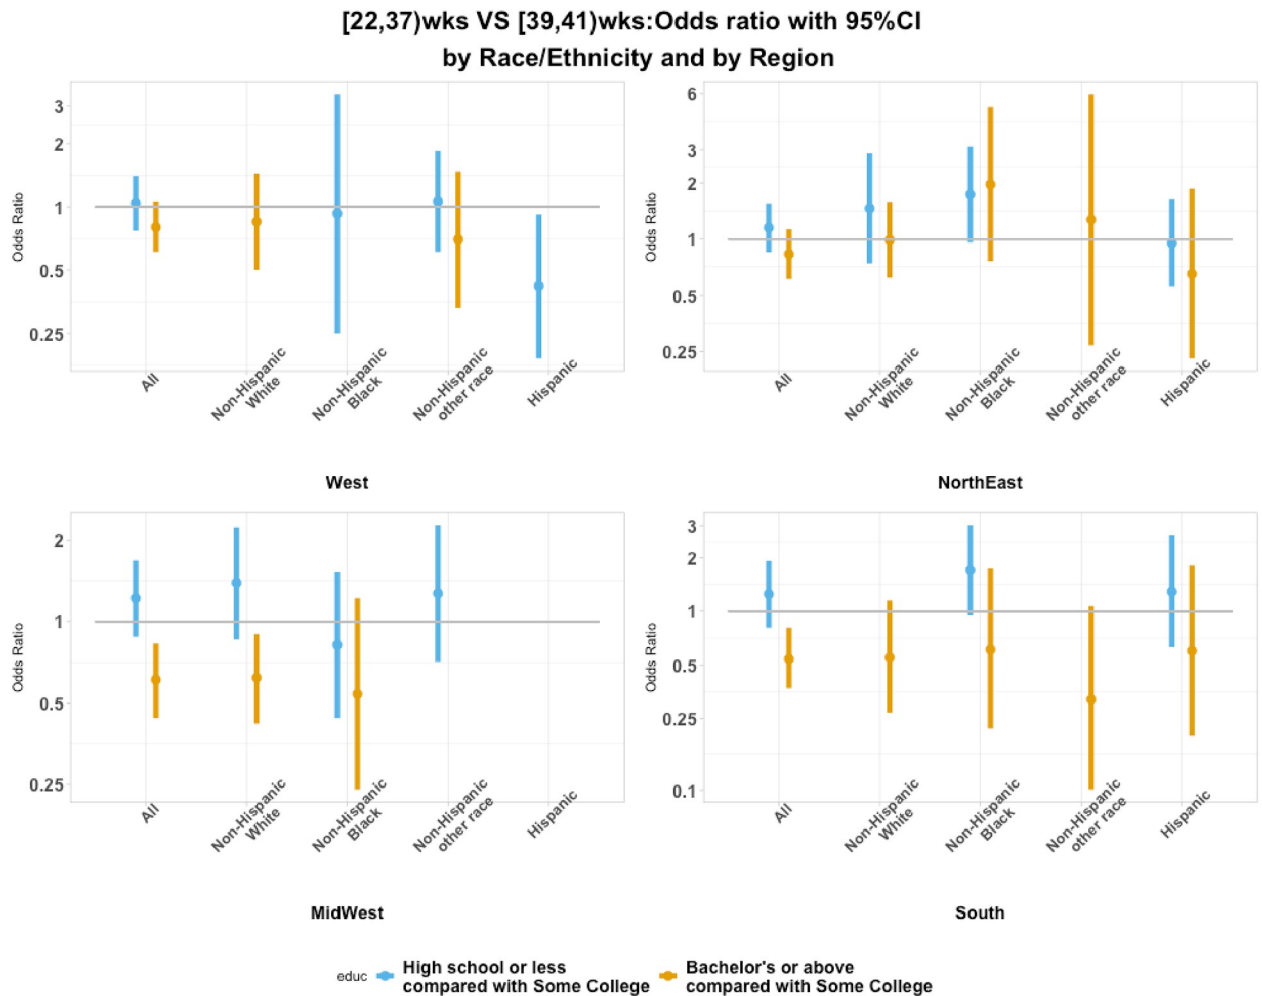 [22,37)wks VS [39,41)wks:Odds ratio with 95%CI
by Race/Ethnicity and by Region
Odds Ratio
3
2
1
0.5
0.25
All
Non-Hispanic
White
Non-Hispanic
Black
Non-Hispanic
other race
Hispanic
West
Odds Ratio
6
3
2
1
0.5
0.25
All
Non-Hispanic
White
Non-Hispanic
Black
Non-Hispanic
other race
Hispanic
NorthEast
Odds Ratio
2
1
0.5
0.25
All
Non-Hispanic
White
Non-Hispanic
Black
Non-Hispanic
other race
Hispanic
MidWest
Odds Ratio
3
2
1
0.5
0.25
0.1
All
Non-Hispanic
White
Non-Hispanic
Black
Non-Hispanic
other race
Hispanic
South
educ
High school or less
compared with Some College
Bachelor's or above
compared with Some College